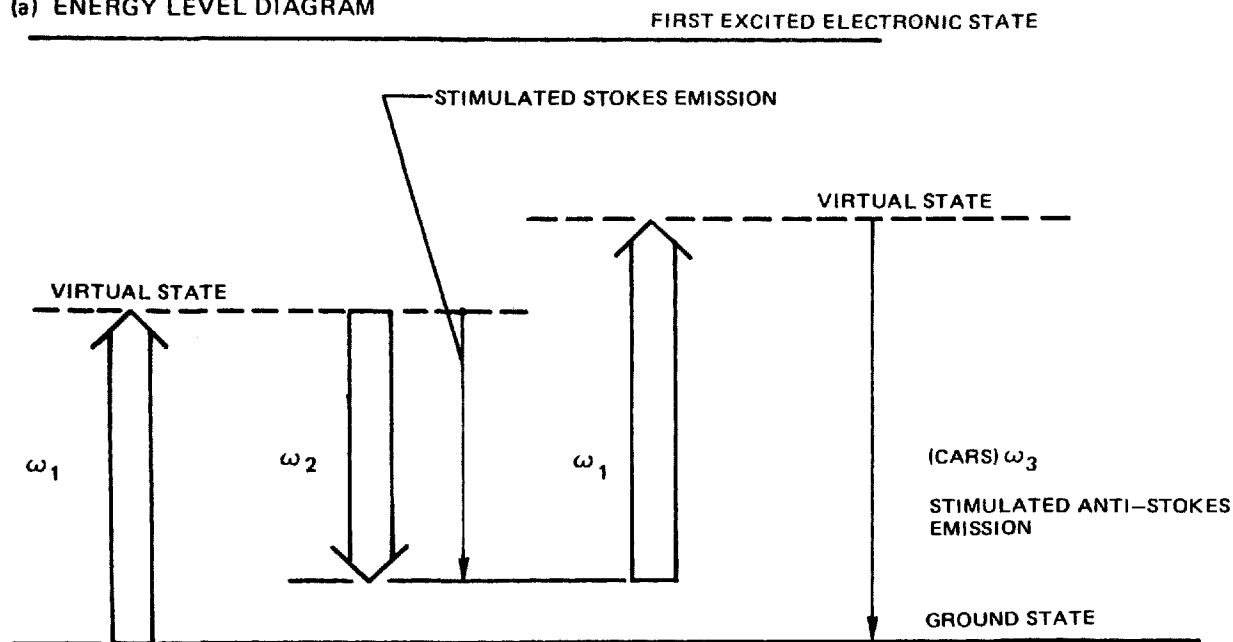 (a) ENERGY LEVEL DIAGRAM
FIRST EXCITED ELECTRONIC STATE
STIMULATED STOKES EMISSION
VIRTUAL STATE
VIRTUAL STATE
ω1
ω2
ω1
(CARS) ω3
STIMULATED ANTI–STOKES
EMISSION
GROUND STATE